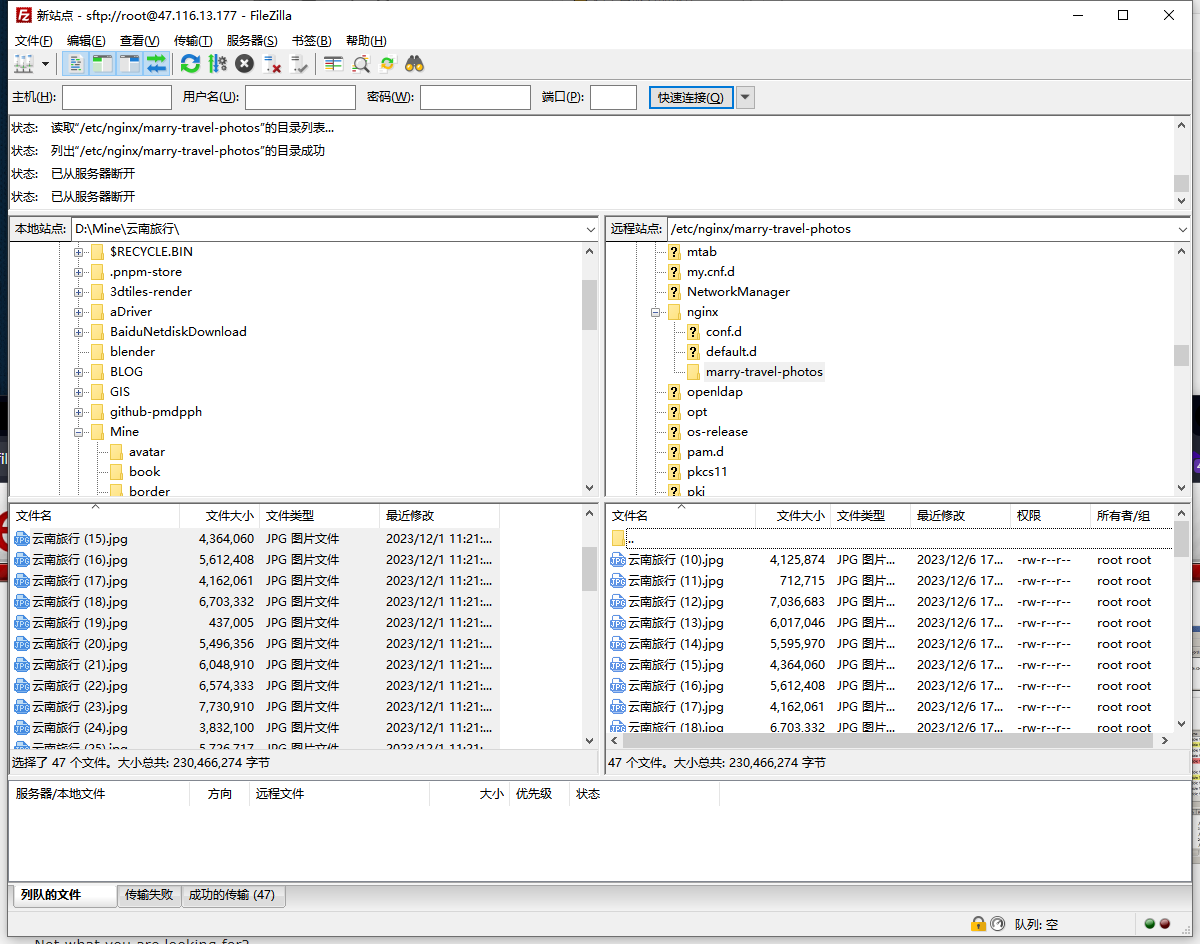 新站点 - sftp://root@47.116.13.177 - FileZilla
文件(F) 编辑(E) 查看(V) 传输(T) 服务器(S) 书签(B) 帮助(H)
主机(H): 用户名(U): 密码(W): 端口(P): 快速连接(Q)
状态: 读取“/etc/nginx/marry-travel-photos”的目录列表...
状态: 列出“/etc/nginx/marry-travel-photos”的目录成功
状态: 已从服务器断开
状态: 已从服务器断开
本地站点: D:\Mine\云南旅行\
$RECYCLE.BIN
.pnpm-store
3dtiles-render
aDriver
BaiduNetdiskDownload
blender
BLOG
GIS
github-pmdpph
Mine
avatar
book
border
远程站点: /etc/nginx/marry-travel-photos
mtab
my.cnf.d
NetworkManager
nginx
conf.d
default.d
marry-travel-photos
openldap
opt
os-release
pam.d
pkcs11
pki
文件名 文件大小 文件类型 最近修改
云南旅行 (15).jpg 4,364,060 JPG 图片文件 2023/12/1 11:21:...
云南旅行 (16).jpg 5,612,408 JPG 图片文件 2023/12/1 11:21:...
云南旅行 (17).jpg 4,162,061 JPG 图片文件 2023/12/1 11:21:...
云南旅行 (18).jpg 6,703,332 JPG 图片文件 2023/12/1 11:21:...
云南旅行 (19).jpg 437,005 JPG 图片文件 2023/12/1 11:21:...
云南旅行 (20).jpg 5,496,356 JPG 图片文件 2023/12/1 11:21:...
云南旅行 (21).jpg 6,048,910 JPG 图片文件 2023/12/1 11:21:...
云南旅行 (22).jpg 6,574,333 JPG 图片文件 2023/12/1 11:21:...
云南旅行 (23).jpg 7,730,910 JPG 图片文件 2023/12/1 11:21:...
云南旅行 (24).jpg 3,832,100 JPG 图片文件 2023/12/1 11:21:...
云南旅行 (25).jpg 5,726,717 JPG 图片文件 2023/12/1 11:21:...
选择了 47 个文件。大小总共: 230,466,274 字节
文件名 文件大小 文件类型 最近修改 权限 所有者/组
..
云南旅行 (10).jpg 4,125,874 JPG 图片... 2023/12/6 17... -rw-r--r-- root root
云南旅行 (11).jpg 712,715 JPG 图片... 2023/12/6 17... -rw-r--r-- root root
云南旅行 (12).jpg 7,036,683 JPG 图片... 2023/12/6 17... -rw-r--r-- root root
云南旅行 (13).jpg 6,017,046 JPG 图片... 2023/12/6 17... -rw-r--r-- root root
云南旅行 (14).jpg 5,595,970 JPG 图片... 2023/12/6 17... -rw-r--r-- root root
云南旅行 (15).jpg 4,364,060 JPG 图片... 2023/12/6 17... -rw-r--r-- root root
云南旅行 (16).jpg 5,612,408 JPG 图片... 2023/12/6 17... -rw-r--r-- root root
云南旅行 (17).jpg 4,162,061 JPG 图片... 2023/12/6 17... -rw-r--r-- root root
云南旅行 (18).jpg 6,703,332 JPG 图片... 2023/12/6 17... -rw-r--r-- root root
47 个文件。大小总共: 230,466,274 字节
服务器/本地文件 方向 远程文件 大小 优先级 状态
列队的文件 传输失败 成功的传输 (47)
队列: 空
Not what you are looking for?